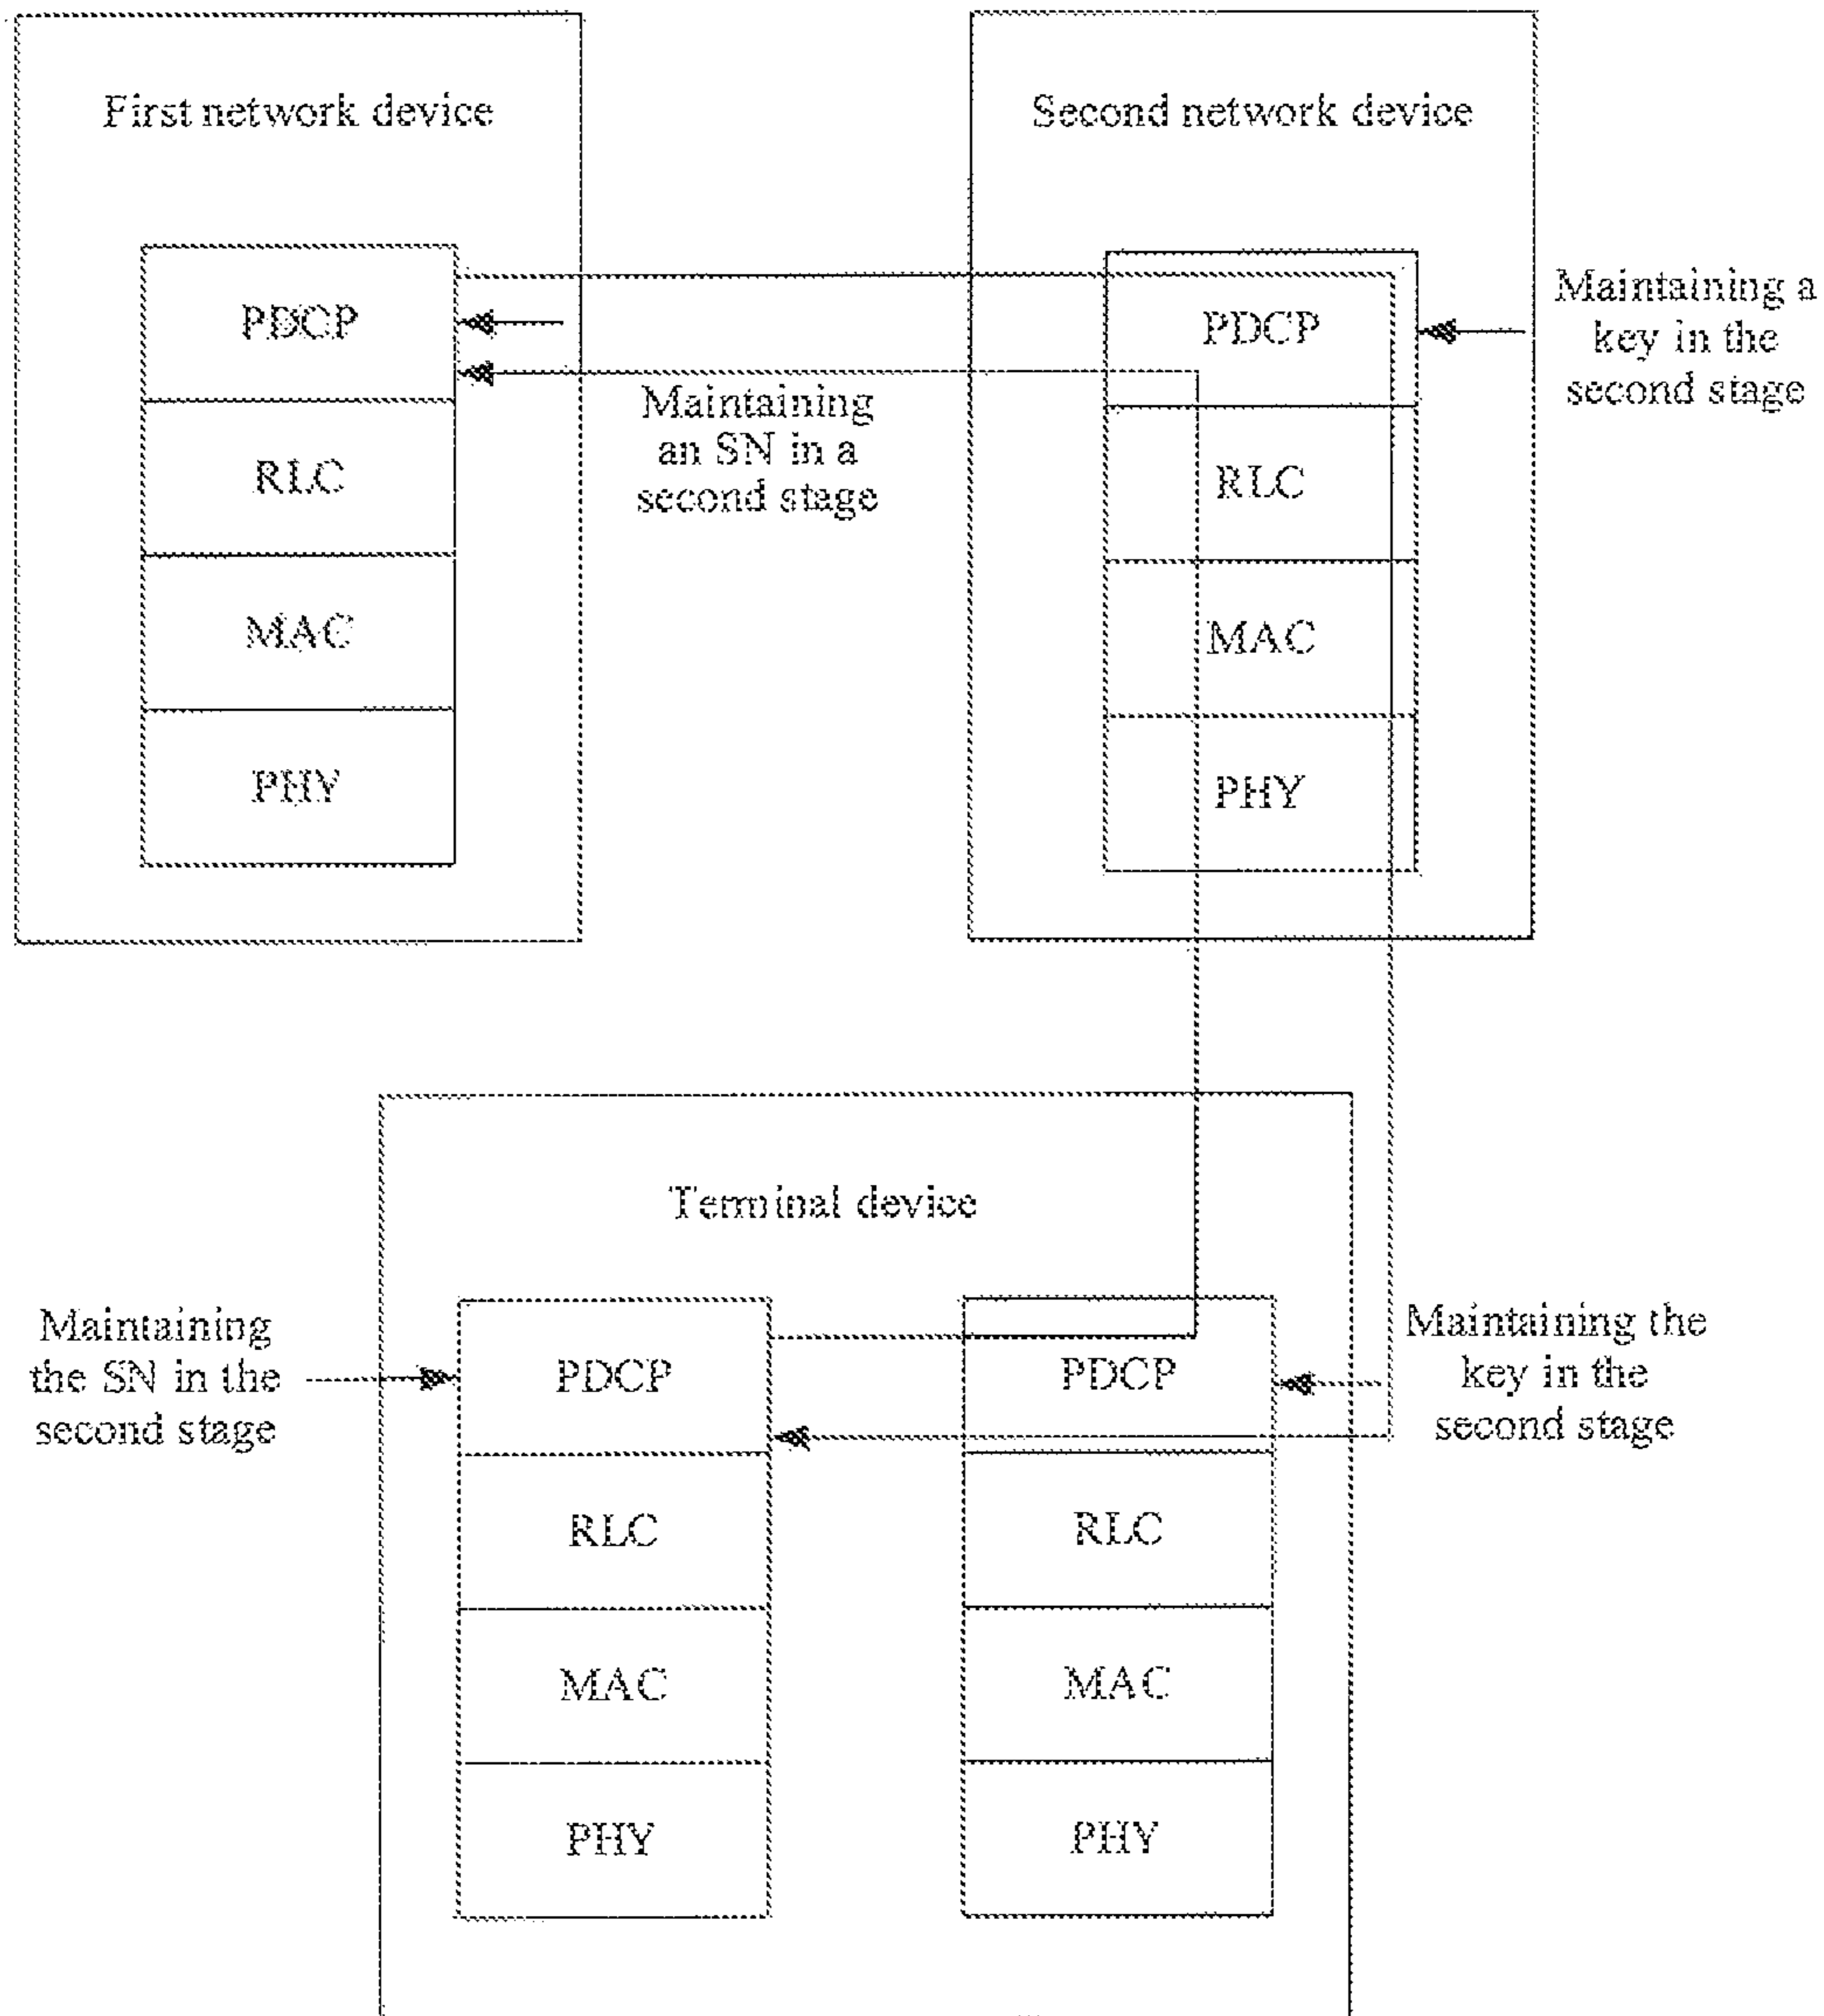 First network device
PDCP
RLC
MAC
PHY
Maintaining
an SN in a
second stage
Second network device
PDCP
RLC
MAC
PHY
Maintaining a
key in the
second stage
Terminal device
Maintaining
the SN in the
second stage
PDCP
RLC
MAC
PHY
PDCP
RLC
MAC
PHY
Maintaining the
key in the
second stage